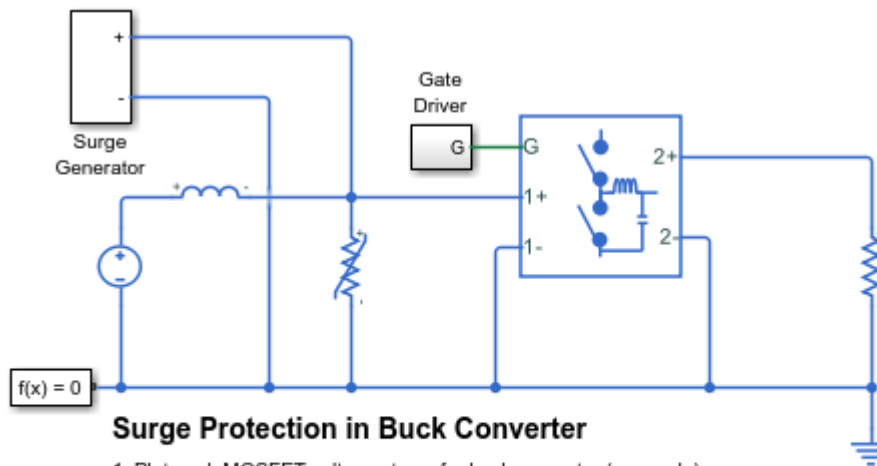 +
-
Surge
Generator
Gate
Driver
G
G
1+
1-
2+
2-
+
-
+
-
+
-
f(x) = 0
Surge Protection in Buck Converter